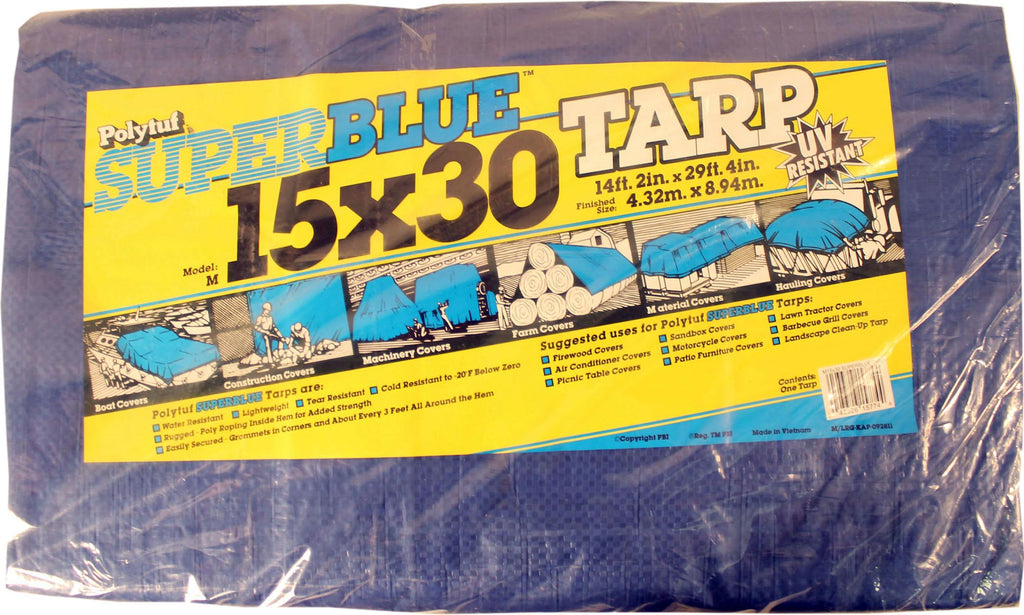 Polytuf
SUPERBLUE™ TARP
15x30
UV RESISTANT
14ft. 2in. x 29ft. 4in.
Finished Size: 4.32m. x 8.94m.
Model: M
Boat Covers
Construction Covers
Machinery Covers
Farm Covers
Material Covers
Hauling Covers
Polytuf SUPERBLUE Tarps are:
Water Resistant
Lightweight
Tear Resistant
Cold Resistant to -20°F Below Zero
Rugged - Poly Roping Inside Hem for Added Strength
Easily Secured - Grommets in Corners and About Every 3 Feet All Around the Hem
Suggested uses for Polytuf SUPERBLUE Tarps:
Firewood Covers
Air Conditioner Covers
Picnic Table Covers
Sandbox Covers
Motorcycle Covers
Patio Furniture Covers
Lawn Tractor Covers
Barbecue Grill Covers
Landscape Clean-Up Tarp
Contents:
One Tarp
©Copyright PBI
®Reg. TM PBI
Made in Vietnam
M/LRG-KAP-092811